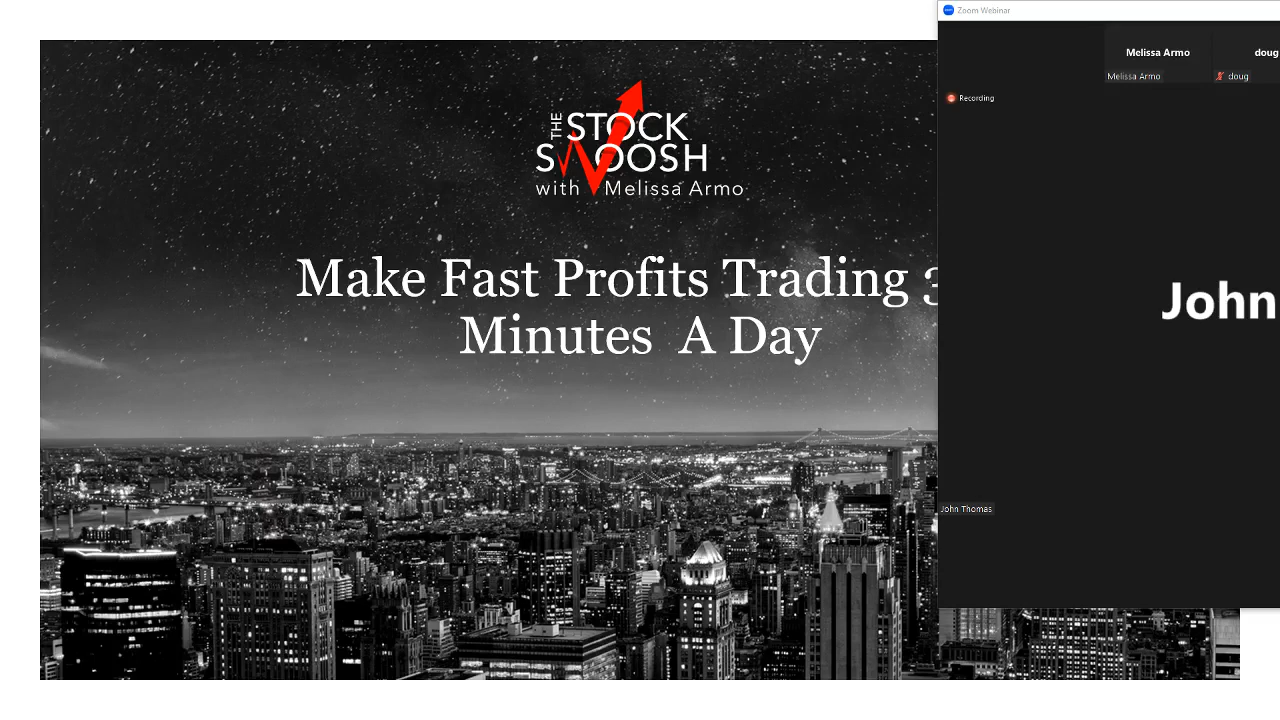 THE STOCK
SWOOSH
with Melissa Armo
Make Fast Profits Trading 3
Minutes A Day
Zoom Webinar
Melissa Armo
doug
Melissa Armo
doug
Recording
John
John Thomas